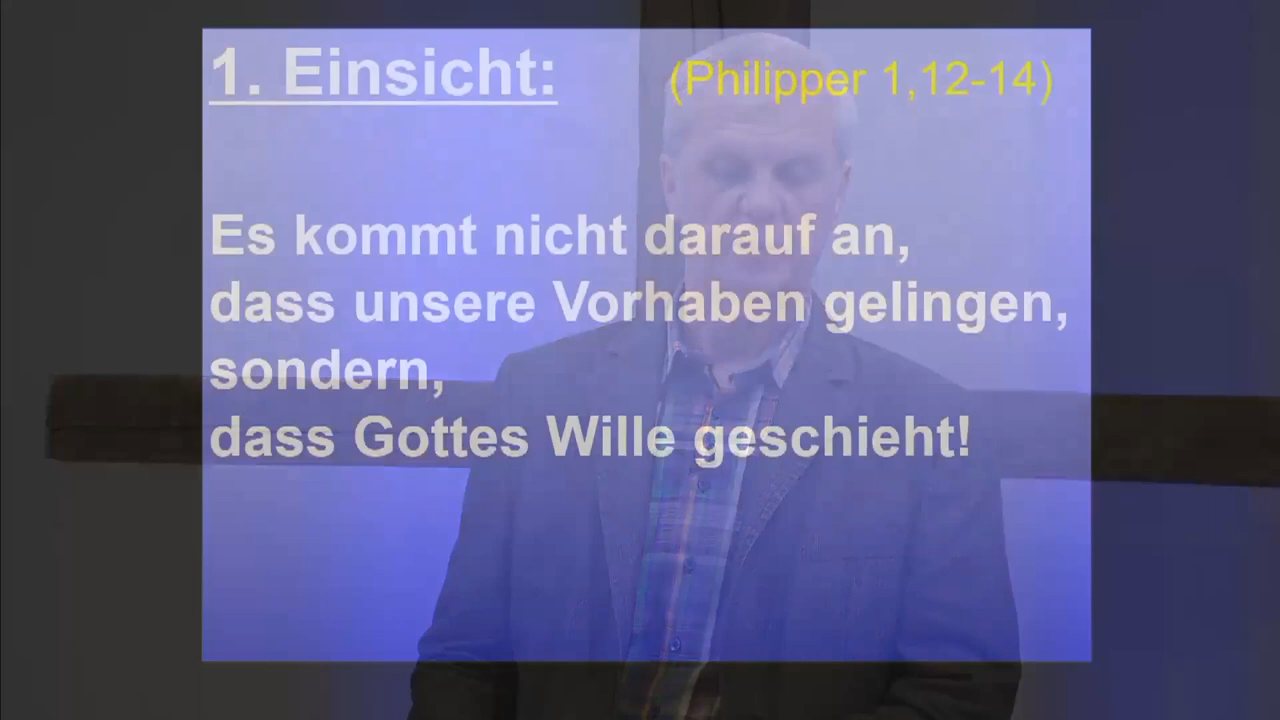 1. Einsicht: (Philipper 1,12-14)
Es kommt nicht darauf an,
dass unsere Vorhaben gelingen,
sondern,
dass Gottes Wille geschieht!